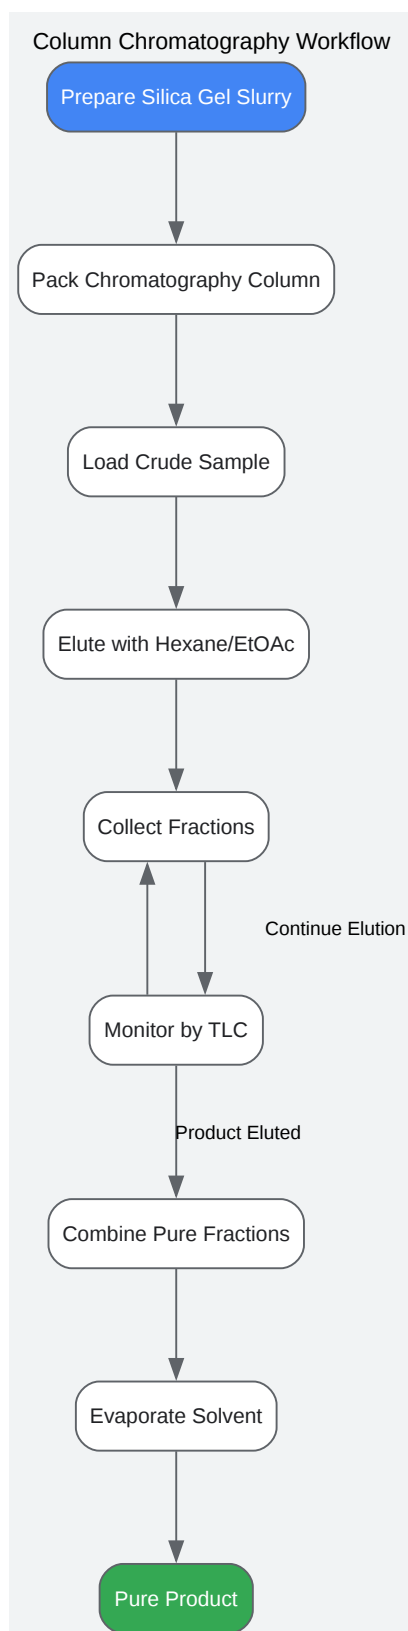 Column Chromatography Workflow
Prepare Silica Gel Slurry
Pack Chromatography Column
Load Crude Sample
Elute with Hexane/EtOAc
Collect Fractions
Continue Elution
Monitor by TLC
Product Eluted
Combine Pure Fractions
Evaporate Solvent
Pure Product